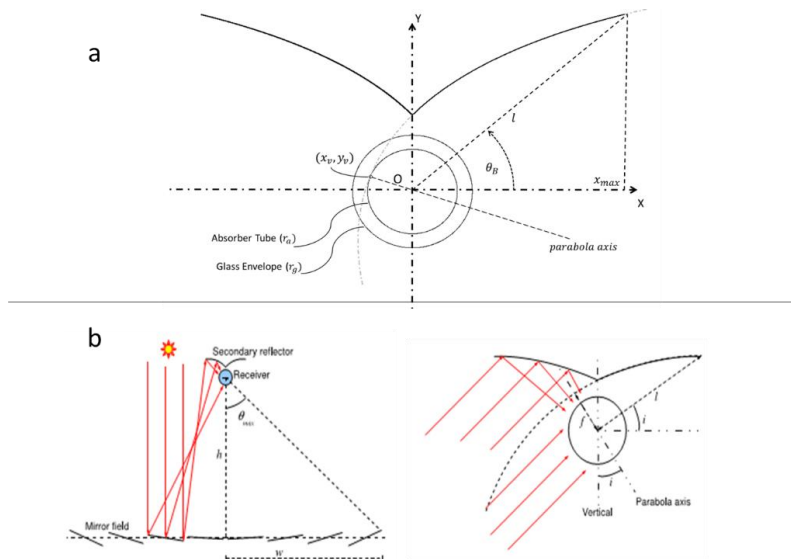 a
Y
l
(x_v, y_v)
θ_B
O
x_max
X
Absorber Tube (r_a)
Glass Envelope (r_g)
parabola axis
b
Secondary reflector
Receiver
θ
h
Mirror field
w
f
l
i
i
Parabola axis
Vertical